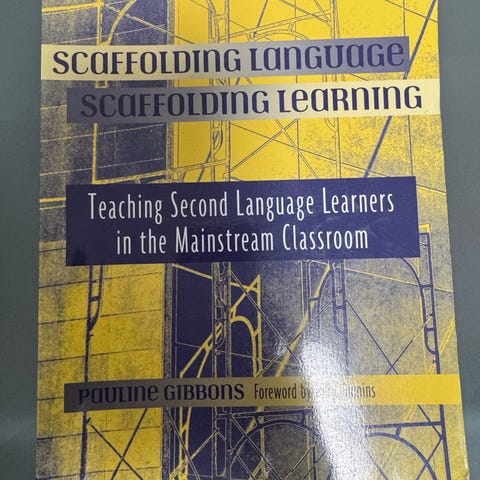 Scaffolding Language
Scaffolding Learning
Teaching Second Language Learners
in the Mainstream Classroom
Pauline Gibbons Foreword by